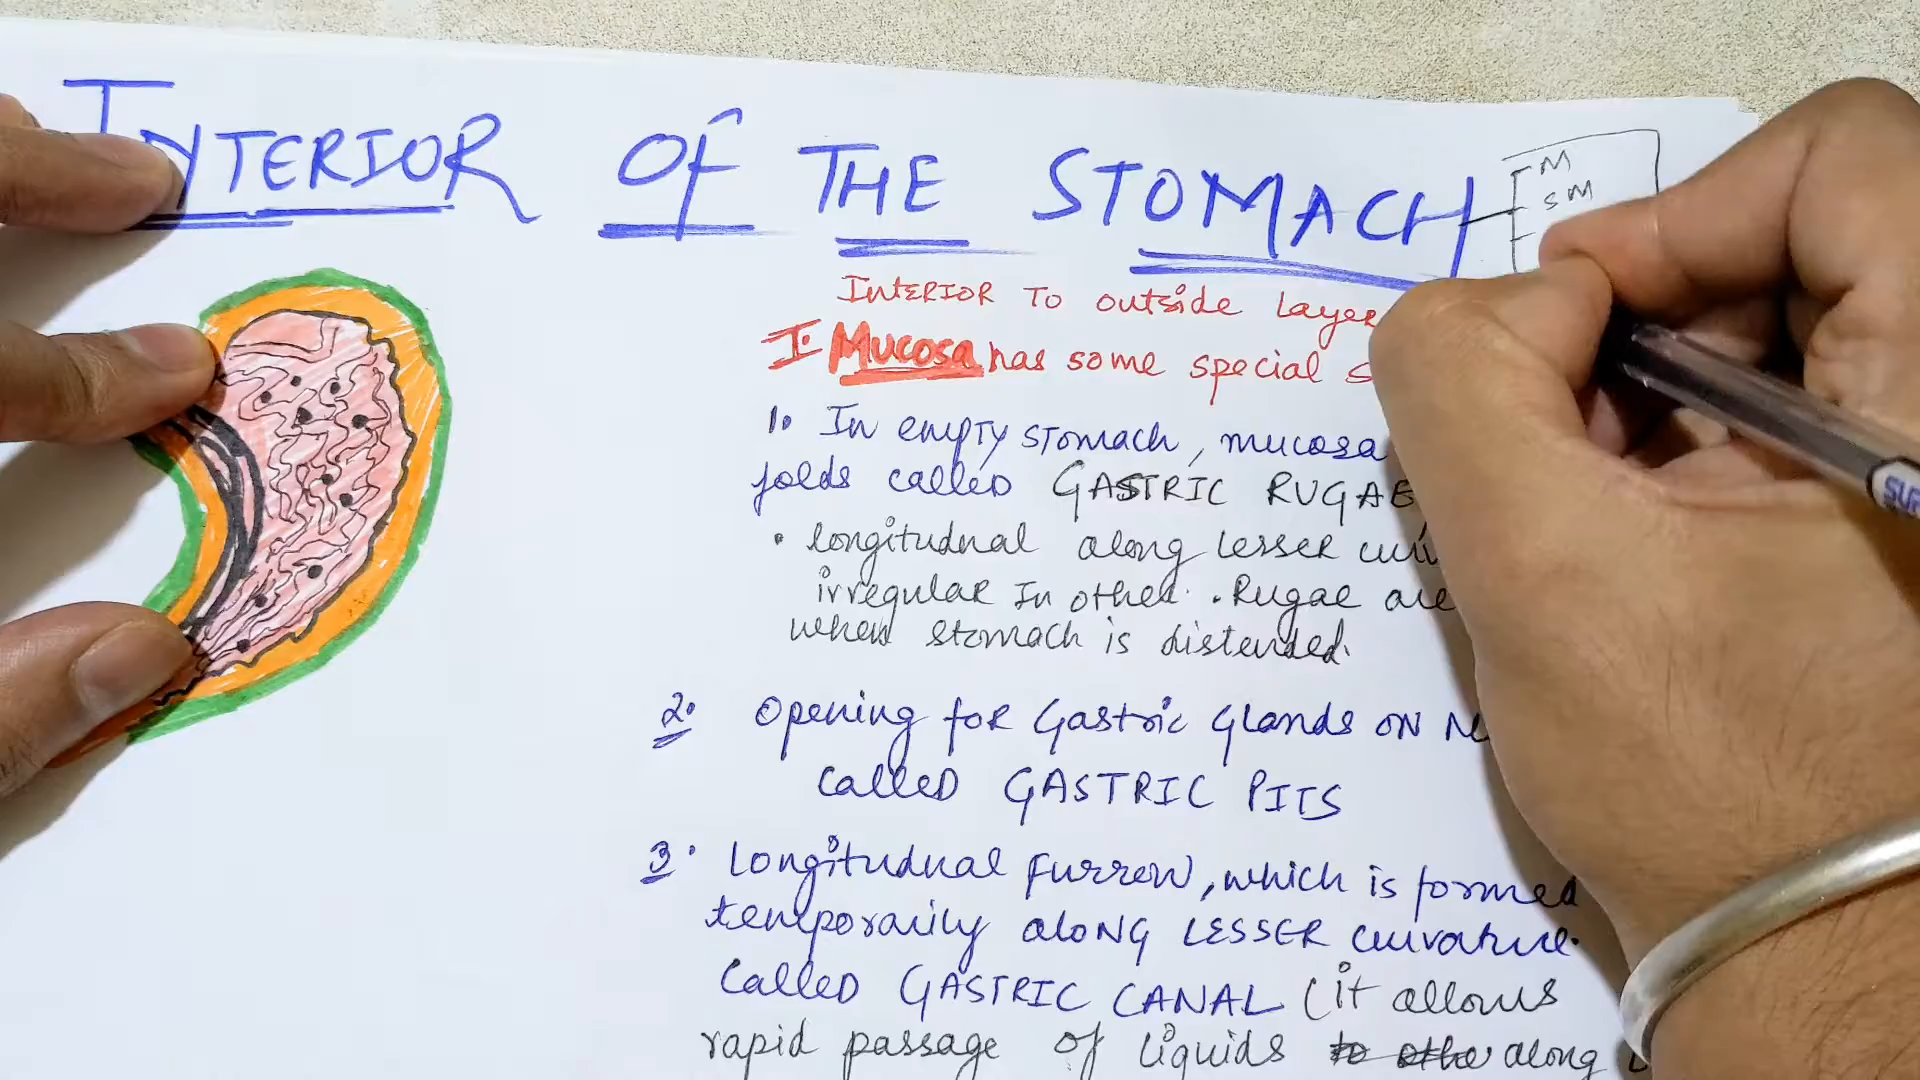 INTERIOR OF THE STOMACH
M
SM
INTERIOR TO outside Layer
I. Mucosa has some special
1. In empty stomach, mucosa
folds called GASTRIC RUGAE,
• longitudnal along lesser
irregular In other. . Rugae are
when stomach is distended.
2. Opening for Gastric Glands ON
called GASTRIC PITS
3. Longitudnal Furrow, which is formed
temporarily along LESSER curvature.
called GASTRIC CANAL (it allows
rapid passage of liquids to othe along